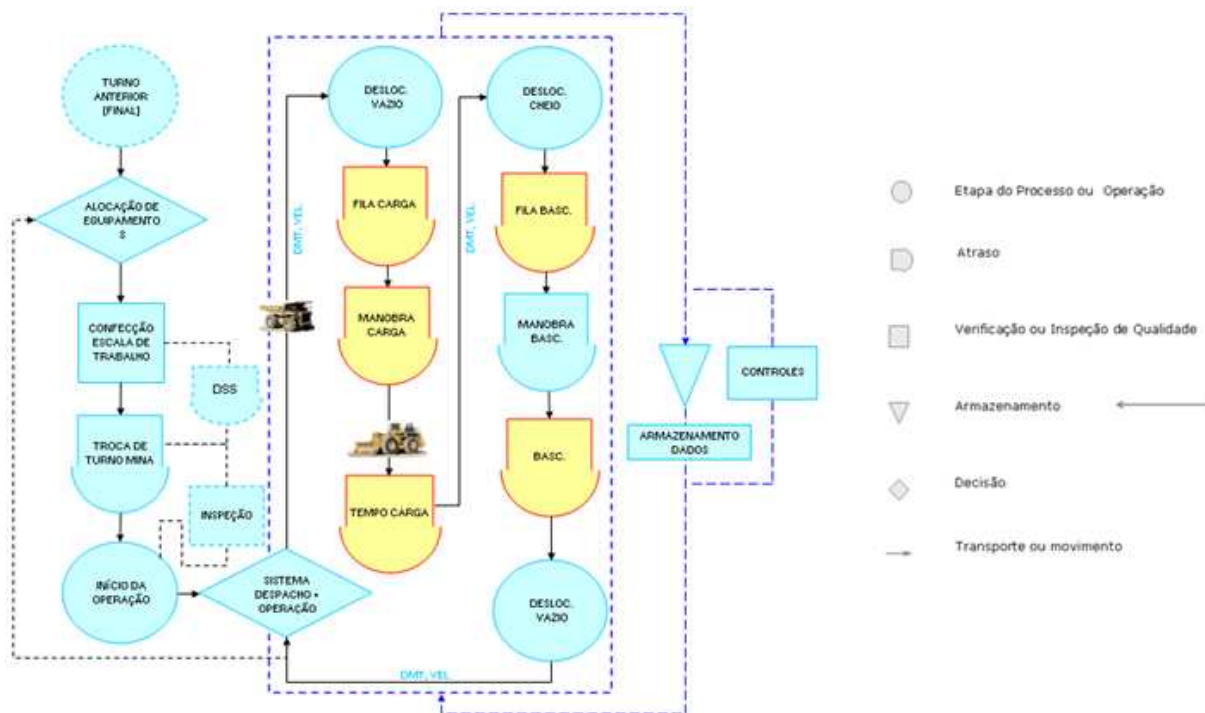 TURNO
ANTERIOR
[FINAL]
ALOCAÇÃO DE
EQUIPAMENTO
S
CONFECÇÃO
ESCALA DE
TRABALHO
DSS
TROCA DE
TURNO MINA
INSPEÇÃO
INÍCIO DA
OPERAÇÃO
SISTEMA
DESPACHO +
OPERAÇÃO
DMT, VEL
DESLOC.
VAZIO
FILA CARGA
MANOBRA
CARGA
TEMPO CARGA
DMT, VEL
DESLOC.
CHEIO
FILA BASC.
MANOBRA
BASC.
BASC.
DESLOC.
VAZIO
DMT, VEL
ARMAZENAMENTO
DADOS
CONTROLES
Etapa do Processo ou Operação
Atraso
Verificação ou Inspeção de Qualidade
Armazenamento
Decisão
Transporte ou movimento